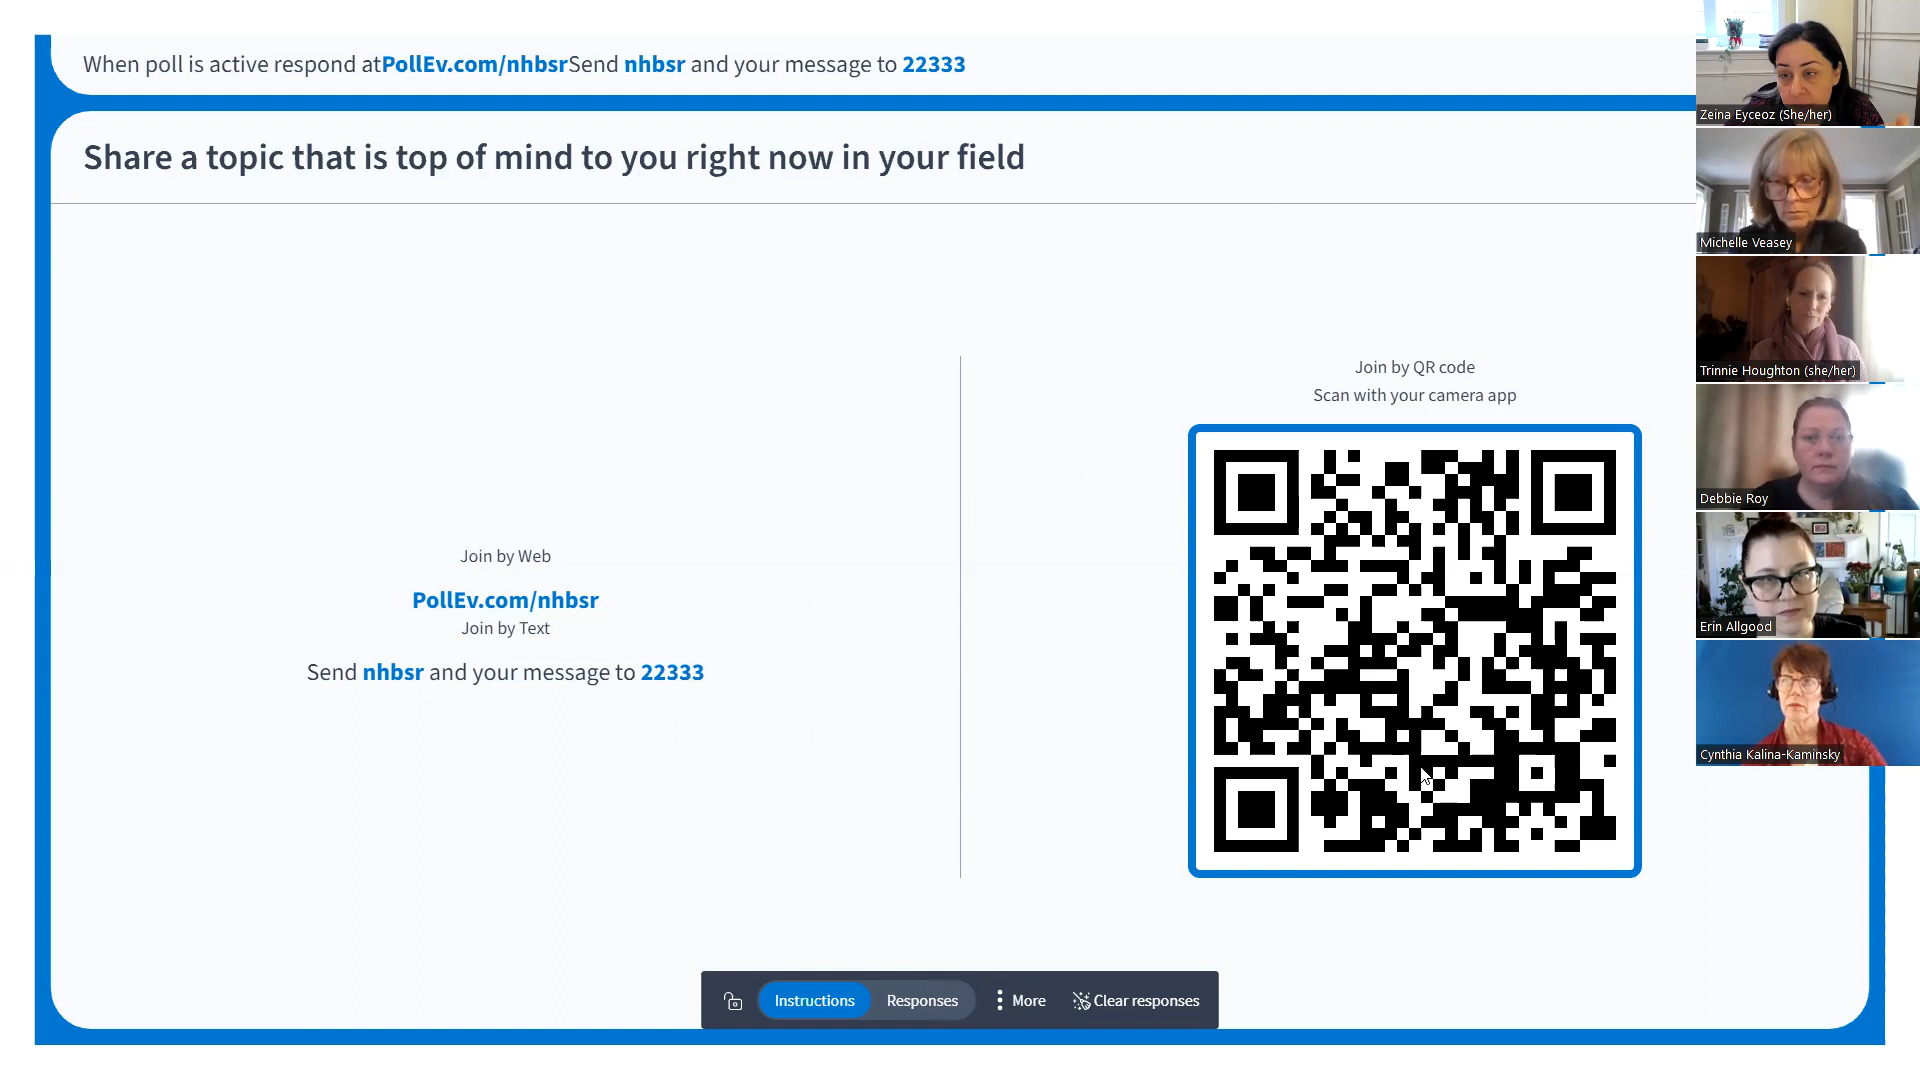 When poll is active respond atPollEv.com/nhbsrSend nhbsr and your message to 22333
Share a topic that is top of mind to you right now in your field
Join by Web
PollEv.com/nhbsr
Join by Text
Send nhbsr and your message to 22333
Join by QR code
Scan with your camera app
Instructions
Responses
More
Clear responses
Zeina Eyceoz (She/her)
Michelle Veasey
Trinnie Houghton (she/her)
Debbie Roy
Erin Allgood
Cynthia Kalina-Kaminsky